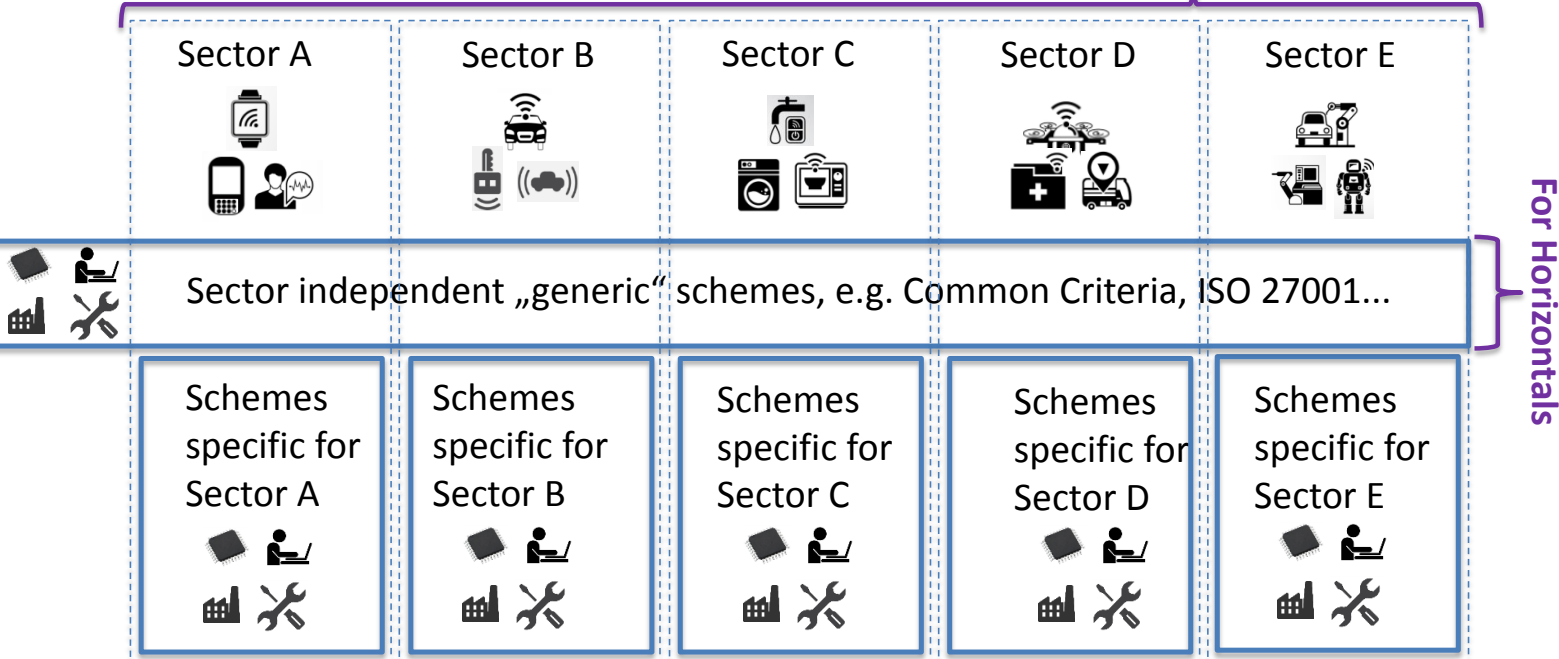 Sector A
Sector B
Sector C
Sector D
Sector E
Sector independent „generic“ schemes, e.g. Common Criteria, ISO 27001...
For Horizontals
Schemes
specific for
Sector A
Schemes
specific for
Sector B
Schemes
specific for
Sector C
Schemes
specific for
Sector D
Schemes
specific for
Sector E